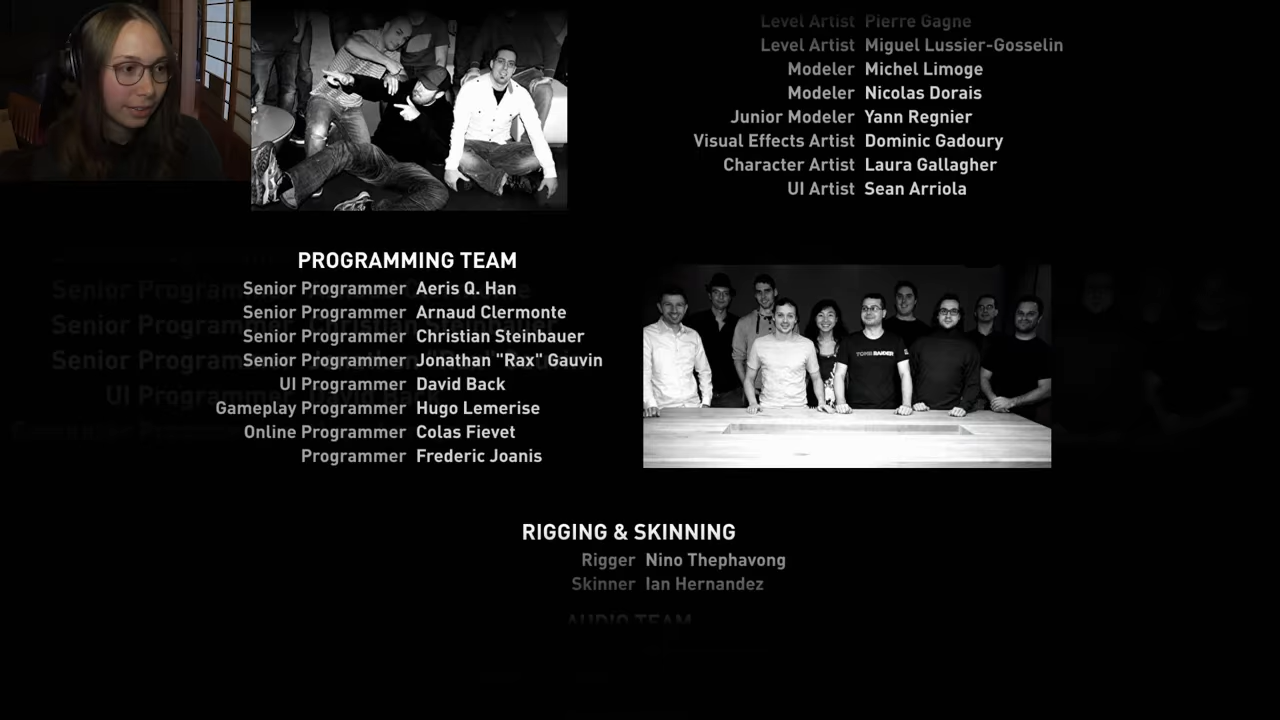 Level Artist Pierre Gagne
Level Artist Miguel Lussier-Gosselin
Modeler Michel Limoge
Modeler Nicolas Dorais
Junior Modeler Yann Regnier
Visual Effects Artist Dominic Gadoury
Character Artist Laura Gallagher
UI Artist Sean Arriola
PROGRAMMING TEAM
Senior Programmer Aeris Q. Han
Senior Programmer Arnaud Clermonte
Senior Programmer Christian Steinbauer
Senior Programmer Jonathan "Rax" Gauvin
UI Programmer David Back
Gameplay Programmer Hugo Lemerise
Online Programmer Colas Fievet
Programmer Frederic Joanis
TOMB RAIDER
RIGGING & SKINNING
Rigger Nino Thephavong
Skinner Ian Hernandez
AUDIO TEAM